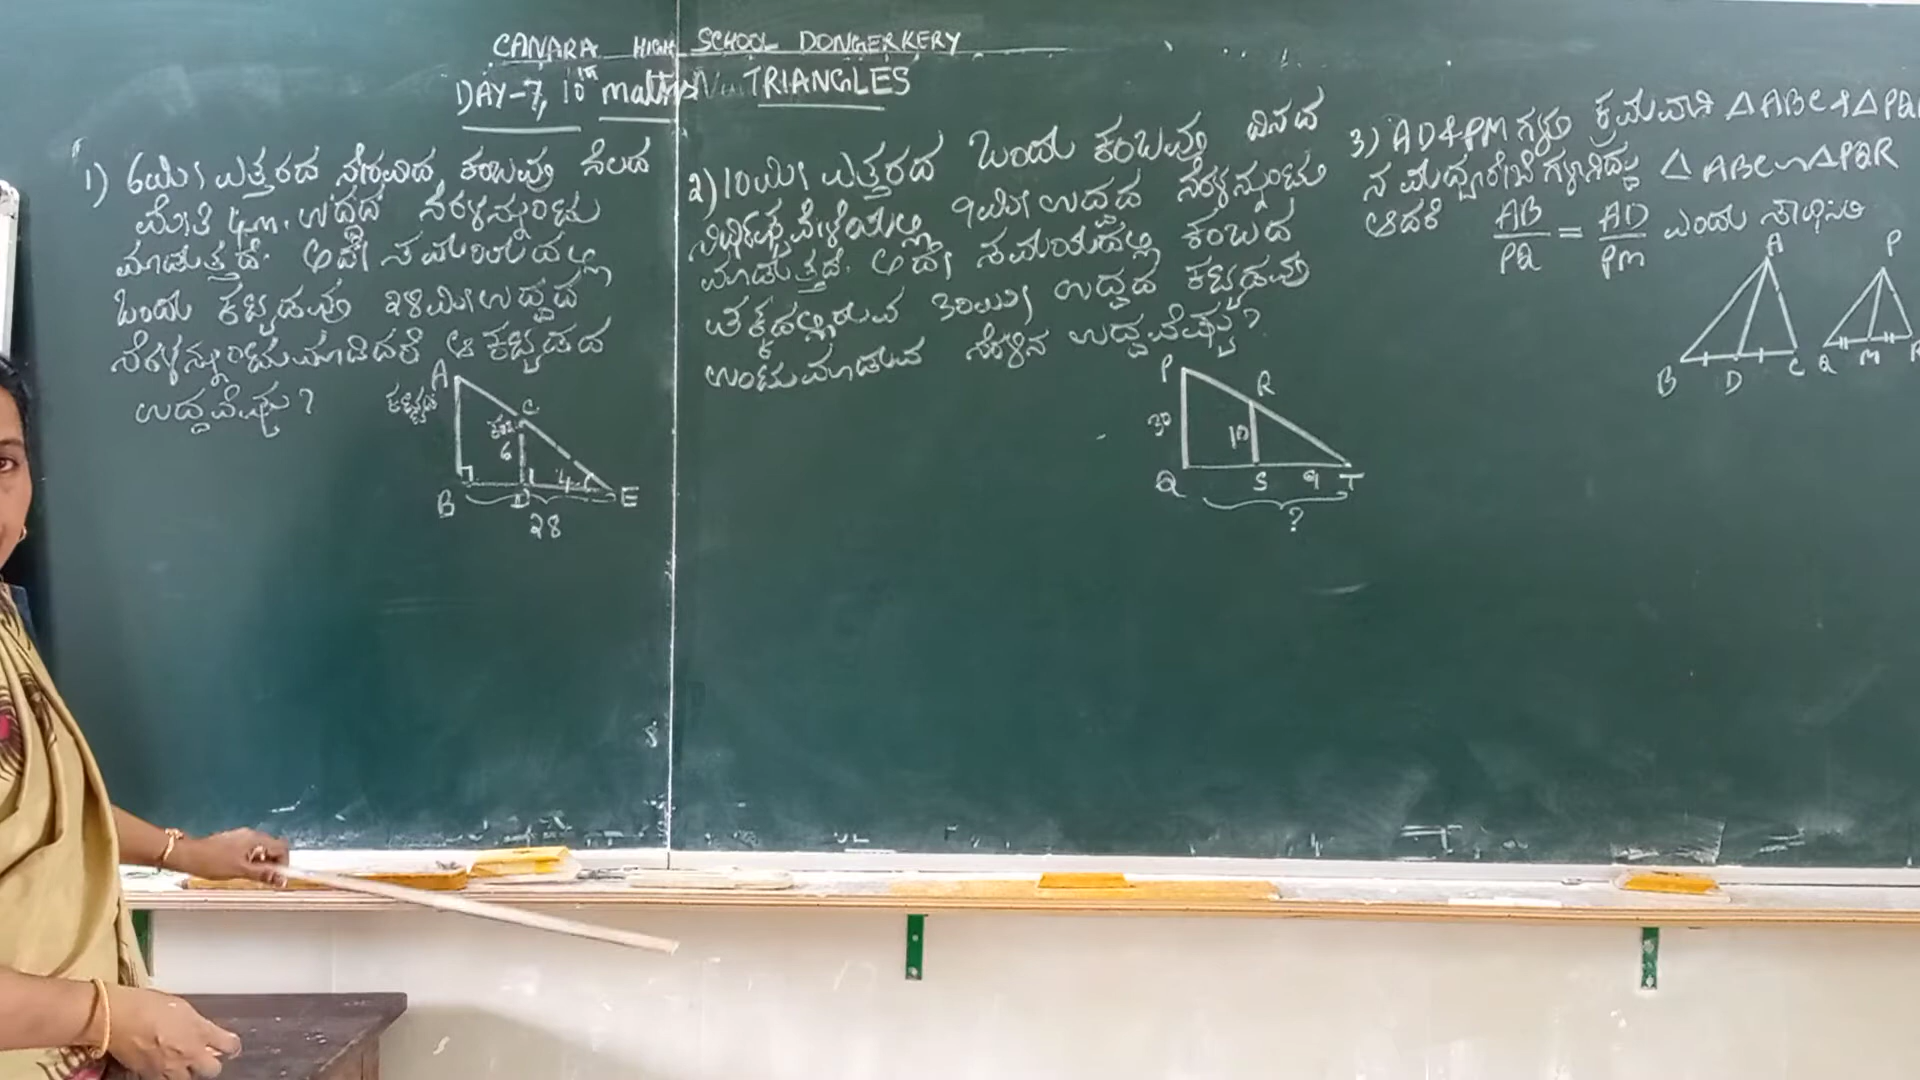 CANARA HIGH SCHOOL DONGERKERY
DAY-7, 10th maths TRIANGLES
1) 6ಮೀ ಎತ್ತರದ ನೇರವಾದ ಕಂಬವು ನೆಲದ
ಮೇಲೆ 4m. ಉದ್ದದ ನೆರಳನ್ನುಂಟು
ಮಾಡುತ್ತದೆ. ಅದೇ ಸಮಯದಲ್ಲಿ
ಒಂದು ಕಟ್ಟಡವು 28ಮೀ ಉದ್ದದ
ನೆರಳನ್ನುಂಟುಮಾಡಿದರೆ ಆ ಕಟ್ಟಡದ
ಉದ್ದವೆಷ್ಟು?
A
ಕಟ್ಟಡ
C
ಕಂಬ
6
4
B D E
28
2) 10ಮೀ ಎತ್ತರದ ಒಂದು ಕಂಬವು ದಿನದ
ನಿರ್ದಿಷ್ಟ ವೇಳೆಯಲ್ಲಿ 9ಮೀ ಉದ್ದದ ನೆರಳನ್ನುಂಟು
ಮಾಡುತ್ತದೆ. ಅದೇ ಸಮಯದಲ್ಲಿ ಕಂಬದ
ಪಕ್ಕದಲ್ಲಿರುವ 30ಮೀ ಉದ್ದದ ಕಟ್ಟಡವು
ಉಂಟುಮಾಡುವ ನೆರಳಿನ ಉದ್ದವೆಷ್ಟು?
P R
30 10
Q S 9 T
?
3) AD & PM ಗಳು ಕ್ರಮವಾಗಿ △ABC & △PQR
ನ ಮಧ್ಯರೇಖೆಗಳಾಗಿದ್ದು △ABC ~ △PQR
ಆದರೆ AB/PQ = AD/PM ಎಂದು ಸಾಧಿಸಿರಿ
A P
B D C Q M R